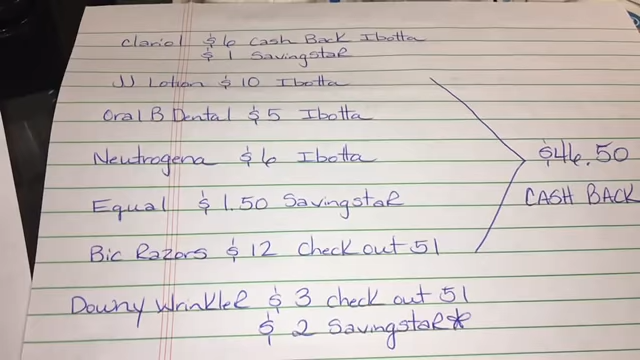 Clariol $6 Cash Back Ibotta
$1 Savingstar
JJ Lotion $10 Ibotta
Oral B Dental $5 Ibotta
Neutrogena $6 Ibotta
$46.50
CASH BACK
Equal $1.50 Savingstar
Bic Razors $12 Check out 51
Downy Wrinkler $3 check out 51
$2 Savingstar*